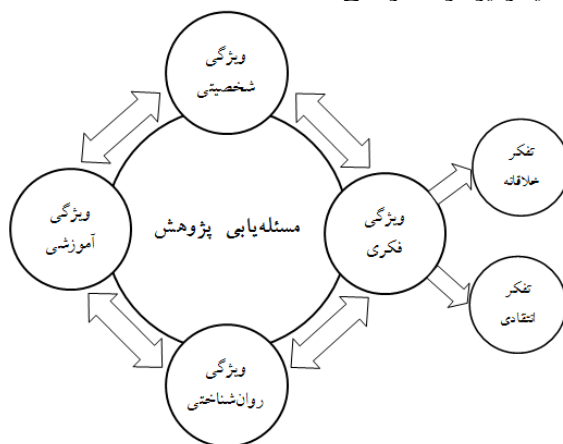 ویژگی
شخصیتی
تفکر
خلاقانه
ویژگی
فکری
مسئله‌یابی پژوهش
ویژگی
آموزشی
تفکر
انتقادی
ویژگی
روان‌شناختی